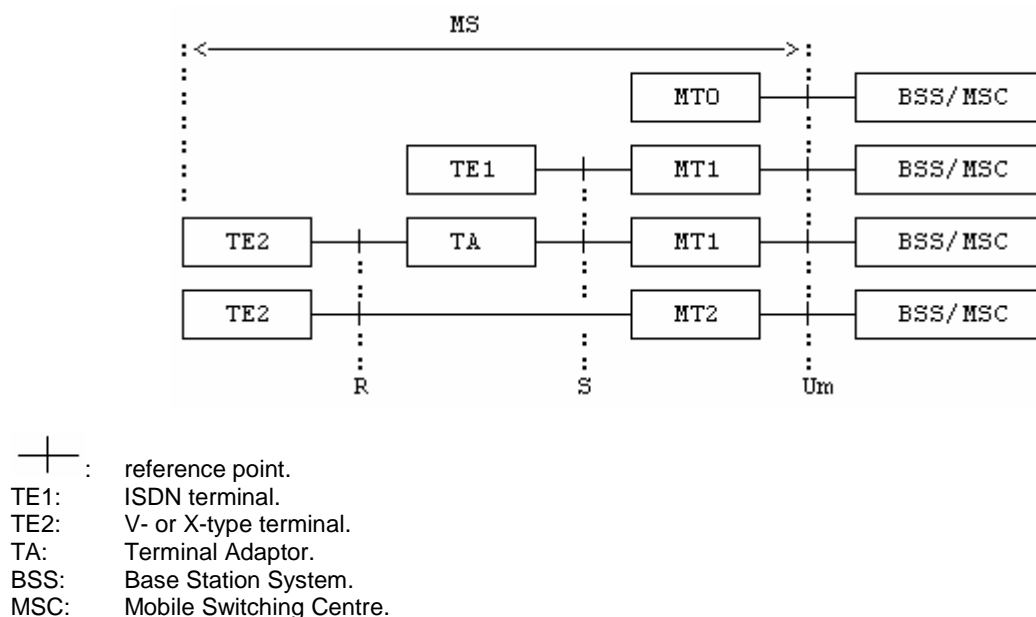 MS
MT0 BSS/MSC
TE1 MT1 BSS/MSC
TE2 TA MT1 BSS/MSC
TE2 MT2 BSS/MSC
R S Um
: reference point.
TE1: ISDN terminal.
TE2: V- or X-type terminal.
TA: Terminal Adaptor.
BSS: Base Station System.
MSC: Mobile Switching Centre.